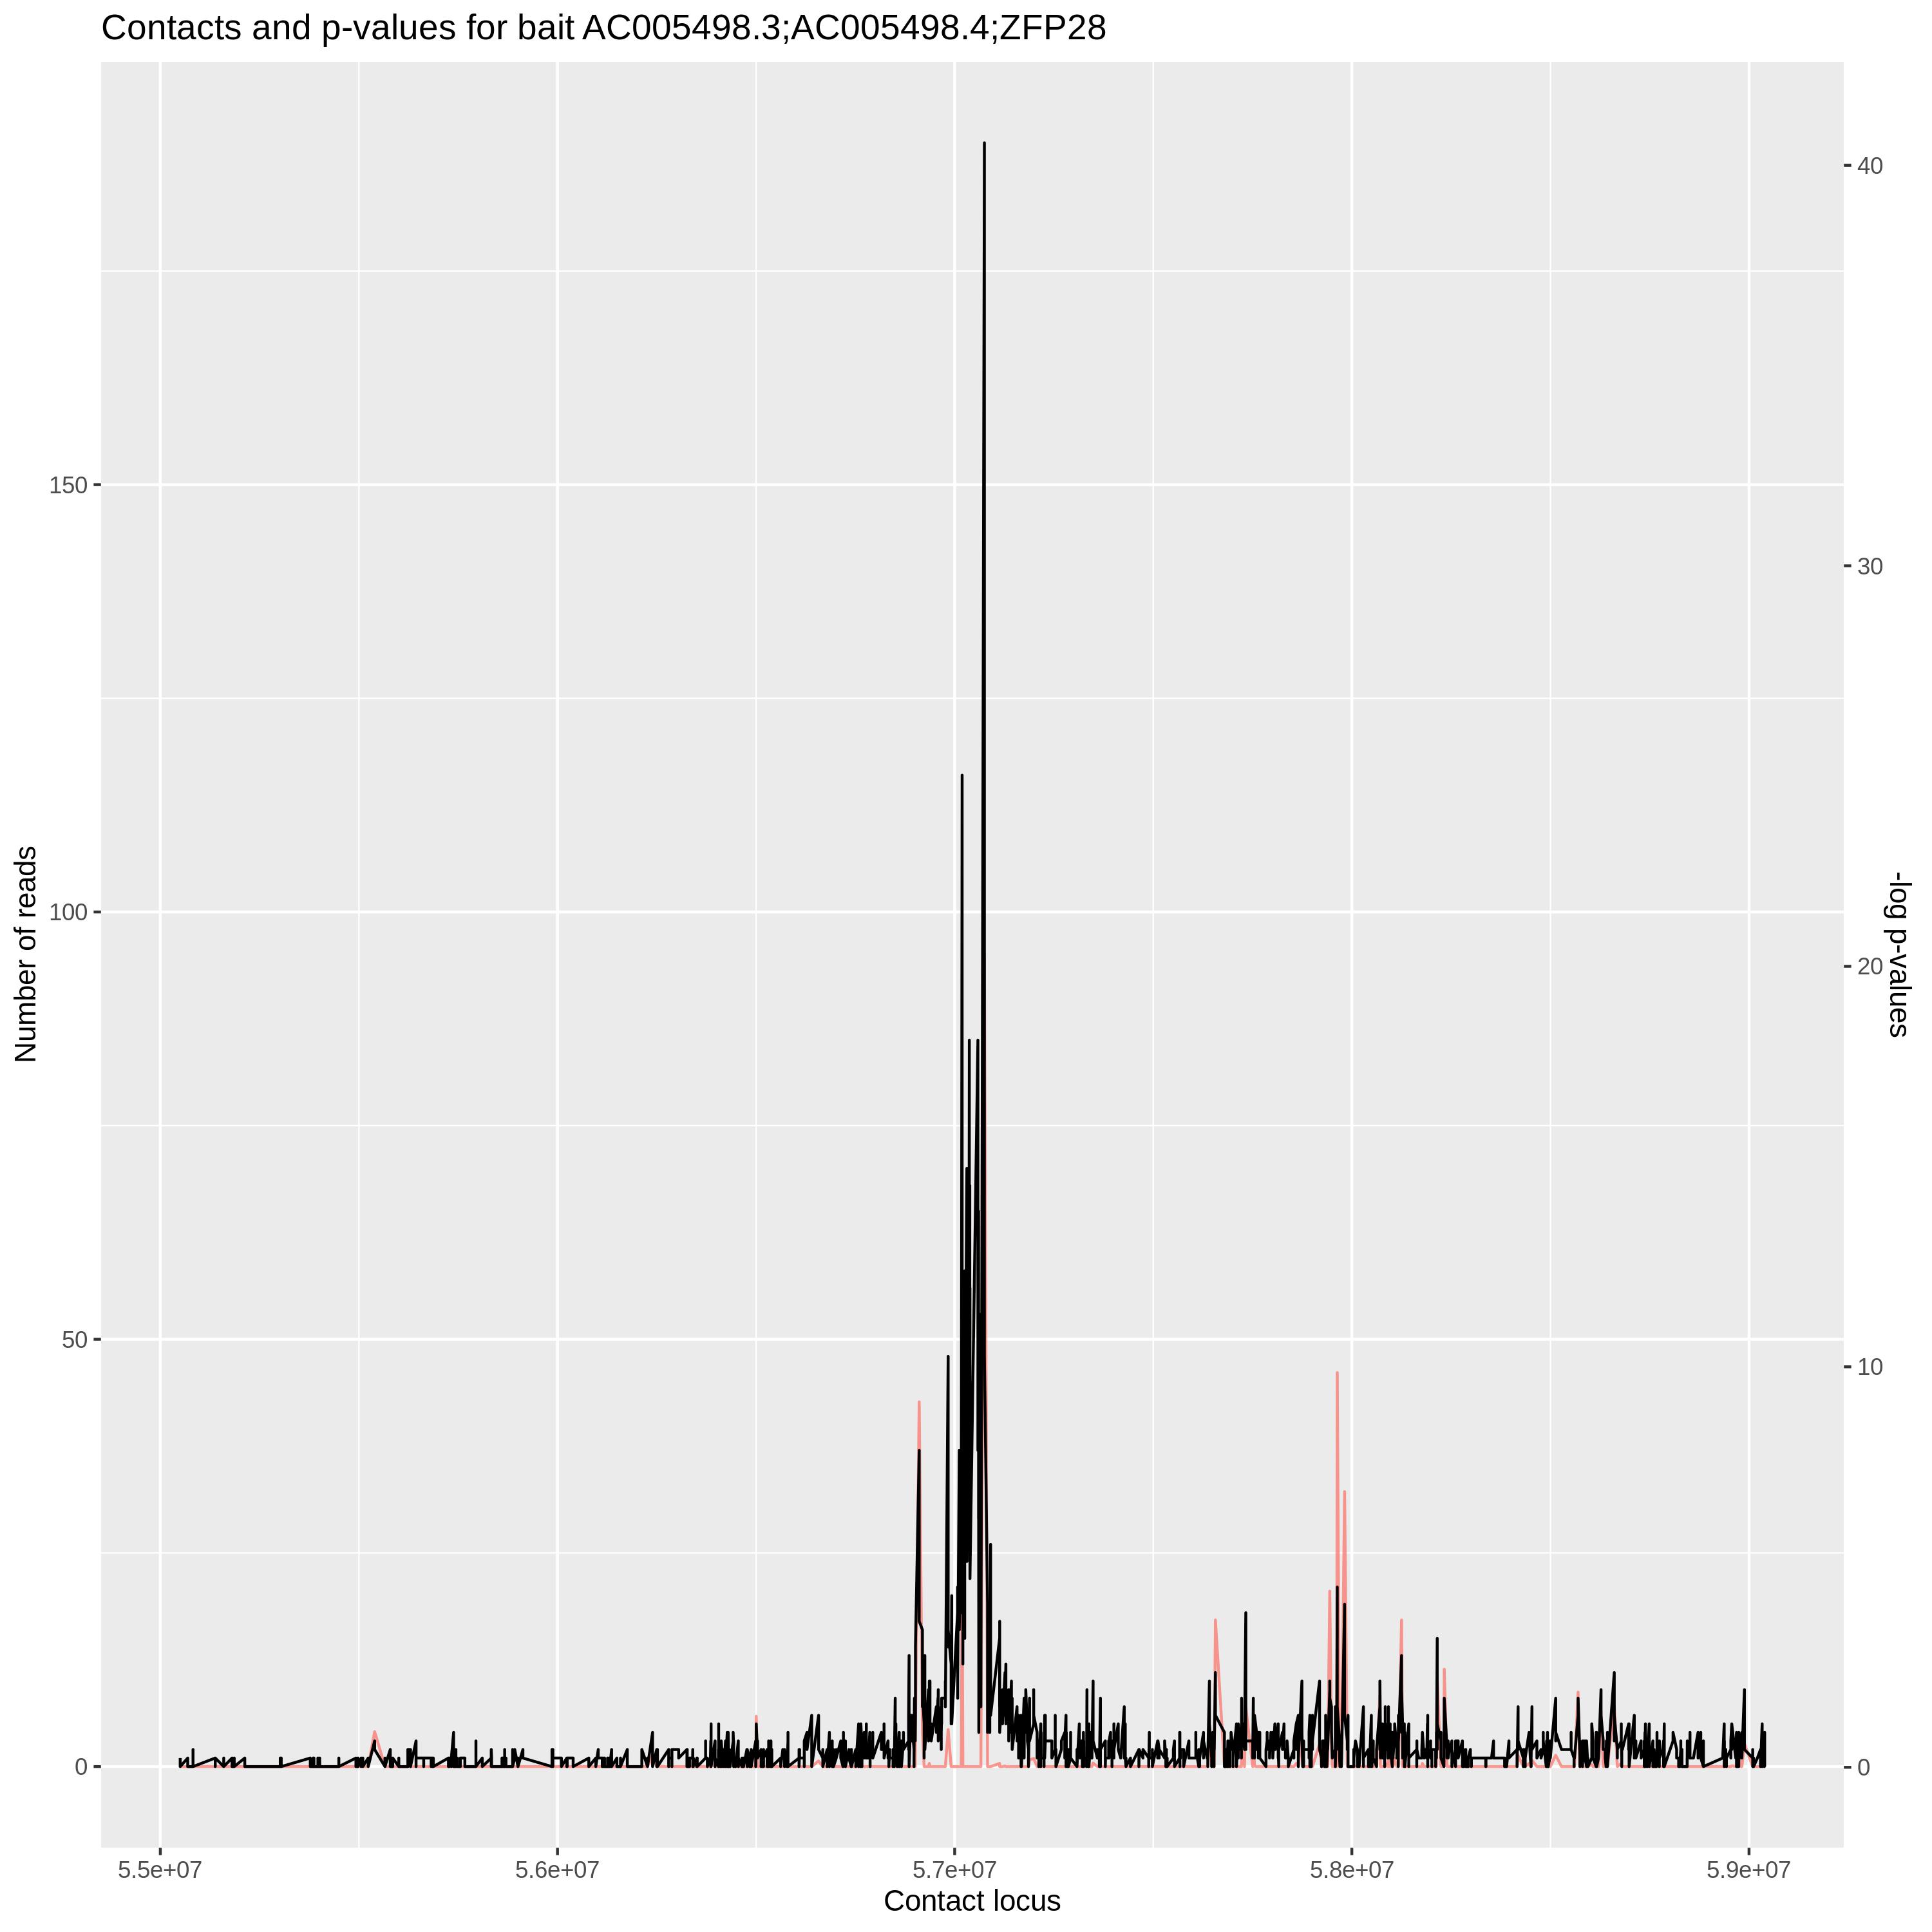 Contacts and p-values for bait AC005498.3;AC005498.4;ZFP28
Number of reads
150
100
50
0
40
30
20
10
0
-log p-values
5.5e+07
5.6e+07
5.7e+07
5.8e+07
5.9e+07
Contact locus